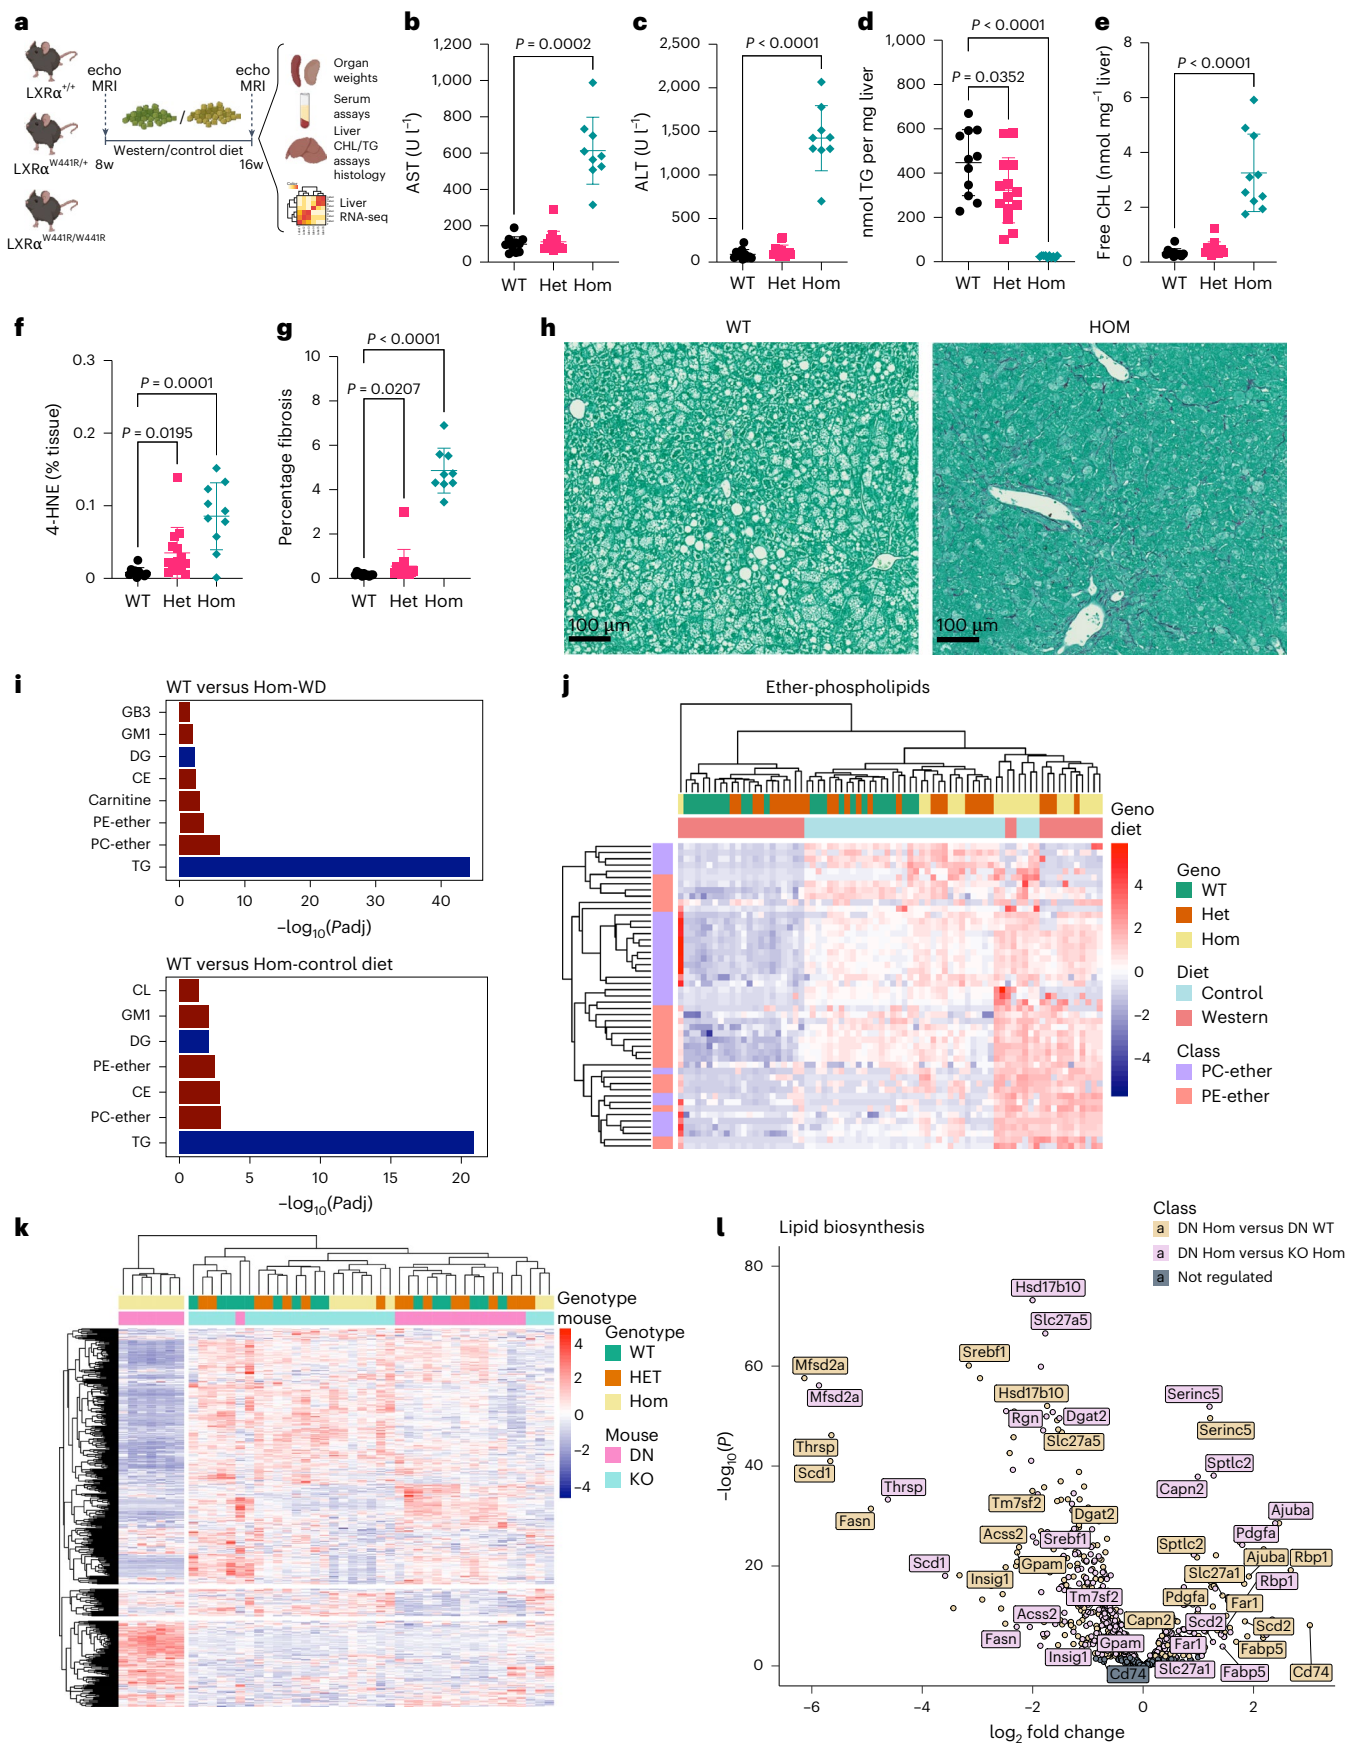 a
LXRα+/+
LXRαW441R/+
LXRαW441R/W441R
echo
MRI
echo
MRI
Western/control diet
8w
16w
Organ
weights
Serum
assays
Liver
CHL/TG
assays
histology
Liver
RNA-seq
b
P = 0.0002
AST (U l−1)
1,200
1,000
800
600
400
200
0
WT Het Hom
c
P < 0.0001
ALT (U l−1)
2,500
2,000
1,500
1,000
500
0
WT Het Hom
d
P < 0.0001
P = 0.0352
nmol TG per mg liver
1,000
800
600
400
200
0
WT Het Hom
e
P < 0.0001
Free CHL (nmol mg−1 liver)
8
6
4
2
0
WT Het Hom
f
P = 0.0001
P = 0.0195
4-HNE (% tissue)
0.3
0.2
0.1
0
WT Het Hom
g
P < 0.0001
P = 0.0207
Percentage fibrosis
10
8
6
4
2
0
WT Het Hom
h
WT
HOM
100 µm
100 µm
i
WT versus Hom-WD
GB3
GM1
DG
CE
Carnitine
PE-ether
PC-ether
TG
0 10 20 30 40
−log10(Padj)
WT versus Hom-control diet
CL
GM1
DG
PE-ether
CE
PC-ether
TG
0 5 10 15 20
−log10(Padj)
j
Ether-phospholipids
Geno
diet
4
2
0
−2
−4
Geno
WT
Het
Hom
Diet
Control
Western
Class
PC-ether
PE-ether
k
Genotype
mouse
4
2
0
−2
−4
Genotype
WT
HET
Hom
Mouse
DN
KO
l
Lipid biosynthesis
Class
a DN Hom versus DN WT
a DN Hom versus KO Hom
a Not regulated
−log10(P)
80
60
40
20
0
Hsd17b10
Slc27a5
Srebf1
Mfsd2a
Mfsd2a
Hsd17b10
Serinc5
Rgn
Dgat2
Serinc5
Slc27a5
Thrsp
Scd1
Sptlc2
Capn2
Thrsp
Tm7sf2
Dgat2
Ajuba
Fasn
Acss2
Srebf1
Pdgfa
Sptlc2
Ajuba
Rbp1
Scd1
Gpam
Slc27a1
Rbp1
Insig1
Tm7sf2
Pdgfa
Far1
Acss2
Capn2
Scd2
Scd2
Fasn
Gpam
Far1
Fabp5
Insig1
Cd74
Slc27a1
Fabp5
Cd74
−6 −4 −2 0 2
log2 fold change